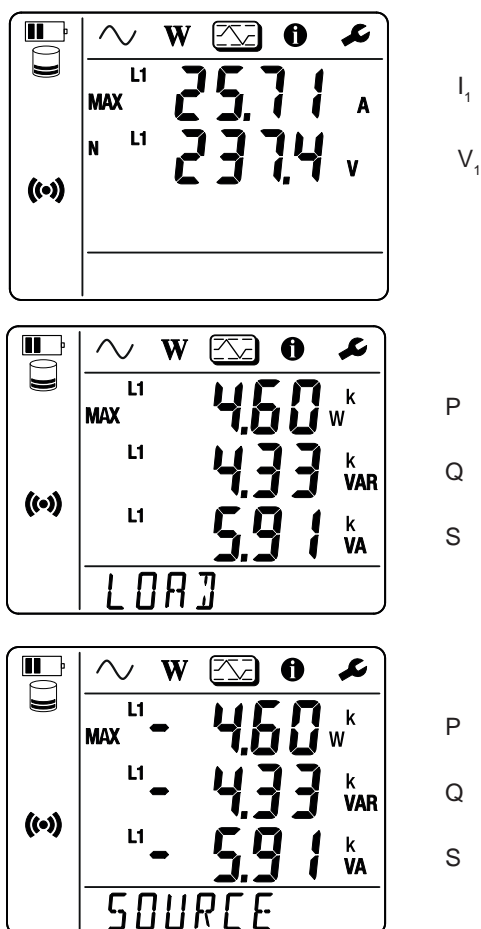 W i
L1
MAX 25.71 A I₁
N L1 237.4 V V₁
W i
L1
MAX 4.60 k W P
L1 4.33 k VAR Q
L1 5.91 k VA S
LOAD
W i
L1
MAX - 4.60 k W P
L1 - 4.33 k VAR Q
L1 - 5.91 k VA S
SOURCE